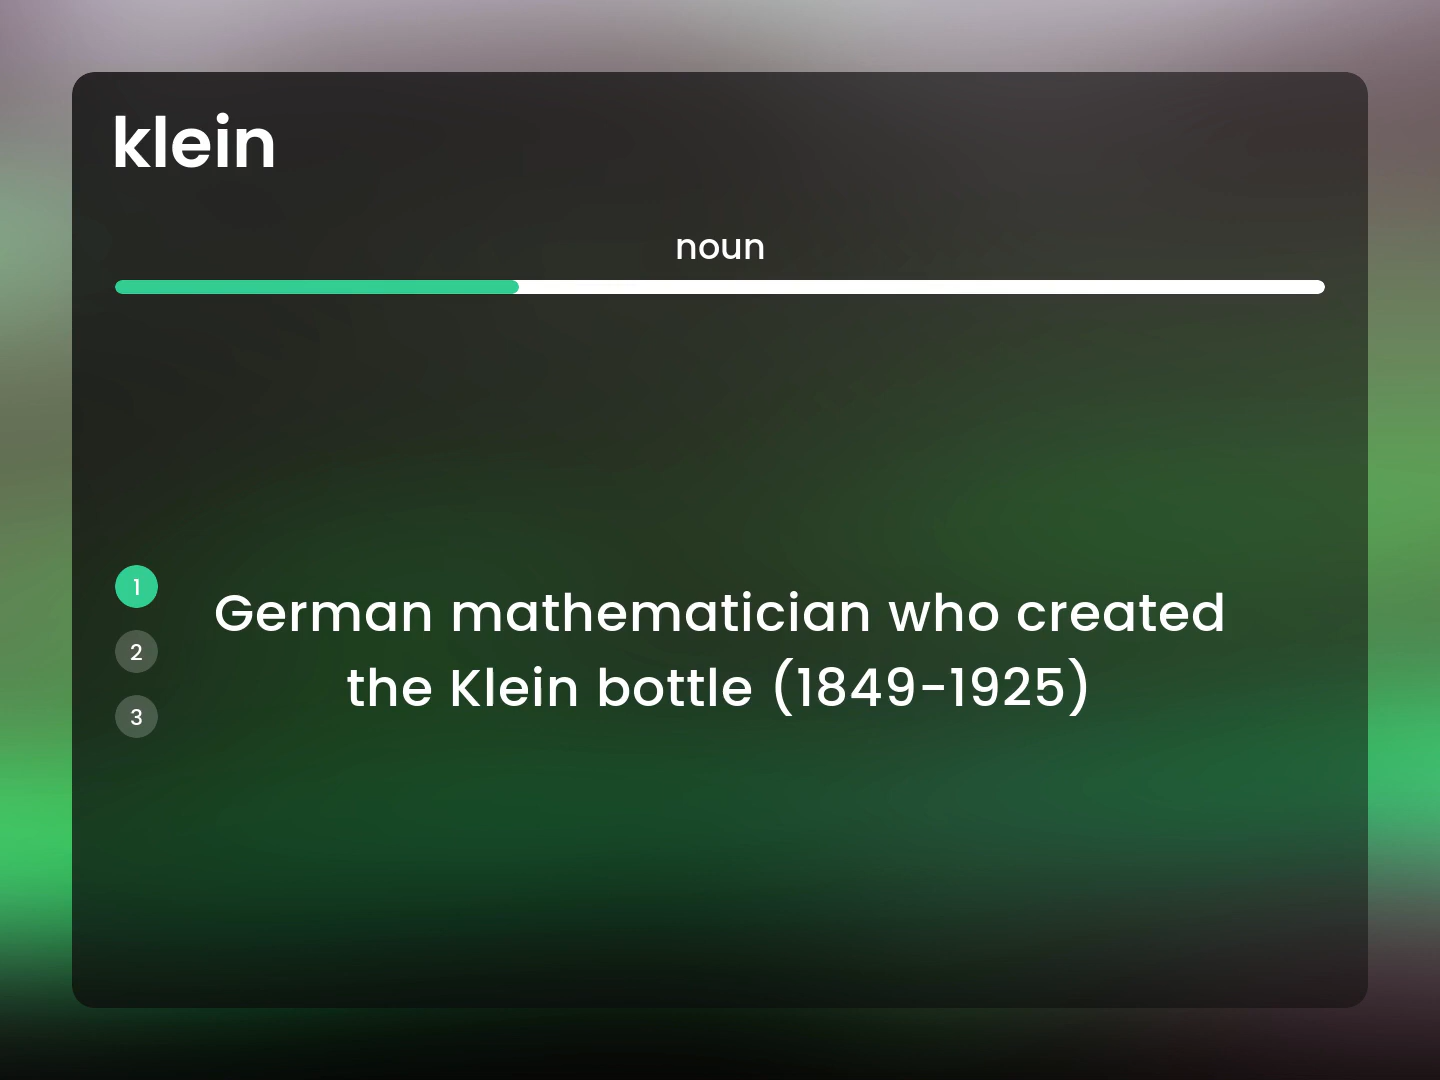 klein
noun
1
2
3
German mathematician who created
the Klein bottle (1849-1925)